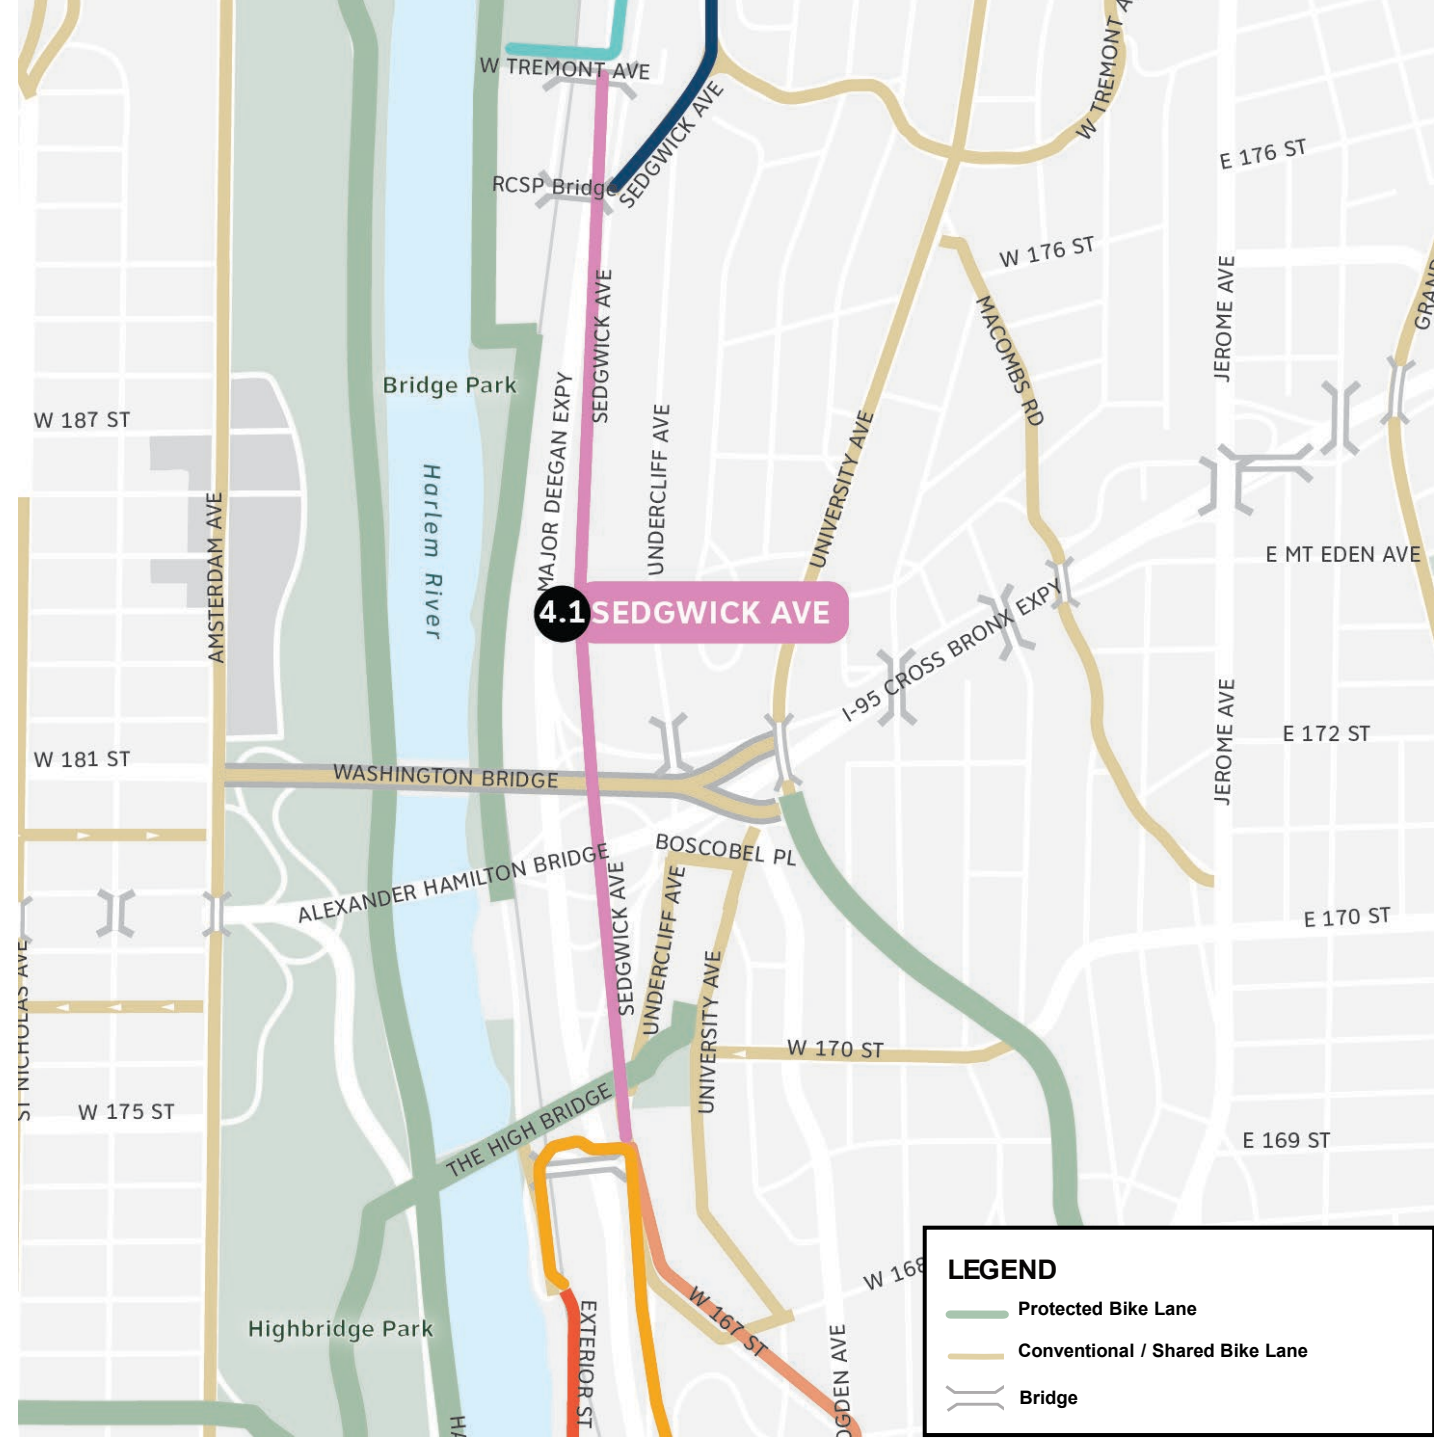 W TREMONT AVE
SEDGWICK AVE
W TREMONT A
E 176 ST
RCSP Bridge
W 176 ST
SEDGWICK AVE
JEROME AVE
GRAND
MACOMBS RD
Bridge Park
MAJOR DEEGAN EXPY
UNDERCLIFF AVE
UNIVERSITY AVE
W 187 ST
Harlem River
AMSTERDAM AVE
E MT EDEN AVE
4.1 SEDGWICK AVE
I-95 CROSS BRONX EXPY
JEROME AVE
E 172 ST
W 181 ST
WASHINGTON BRIDGE
BOSCOBEL PL
ALEXANDER HAMILTON BRIDGE
SEDGWICK AVE
UNDERCLIFF AVE
UNIVERSITY AVE
E 170 ST
ST NICHOLAS AVE
W 170 ST
W 175 ST
THE HIGH BRIDGE
E 169 ST
W 168
Highbridge Park
EXTERIOR ST
W 167 ST
OGDEN AVE
HA
LEGEND
Protected Bike Lane
Conventional / Shared Bike Lane
Bridge